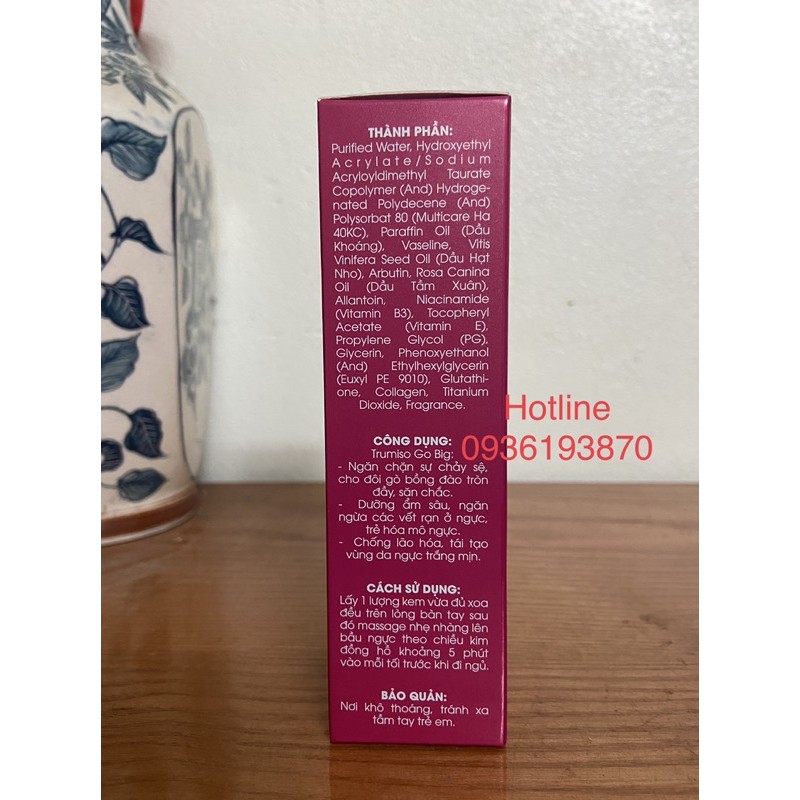 THÀNH PHẦN:
Purified Water, Hydroxyethyl
Acrylate/Sodium
Acryloyldimethyl Taurate
Copolymer (And) Hydroge-
nated Polydecene (And)
Polysorbat 80 (Multicare Ha
40KC), Paraffin Oil (Dầu
Khoáng), Vaseline, Vitis
Vinifera Seed Oil (Dầu Hạt
Nho), Arbutin, Rosa Canina
Oil (Dầu Tầm Xuân),
Allantoin, Niacinamide
(Vitamin B3), Tocopheryl
Acetate (Vitamin E),
Propylene Glycol (PG),
Glycerin, Phenoxyethanol
(And) Ethylhexylglycerin
(Euxyl PE 9010), Glutathi-
one, Collagen, Titanium
Dioxide, Fragrance.
Hotline
0936193870
CÔNG DỤNG:
Trumiso Go Big:
- Ngăn chặn sự chảy sệ,
cho đôi gò bồng đào tròn
đầy, săn chắc.
- Dưỡng ẩm sâu, ngăn
ngừa các vết rạn ở ngực,
trẻ hóa mô ngực.
- Chống lão hóa, tái tạo
vùng da ngực trắng mịn.
CÁCH SỬ DỤNG:
Lấy 1 lượng kem vừa đủ xoa
đều trên lòng bàn tay sau
đó massage nhẹ nhàng lên
bầu ngực theo chiều kim
đồng hồ khoảng 5 phút
vào mỗi tối trước khi đi ngủ.
BẢO QUẢN:
Nơi khô thoáng, tránh xa
tầm tay trẻ em.